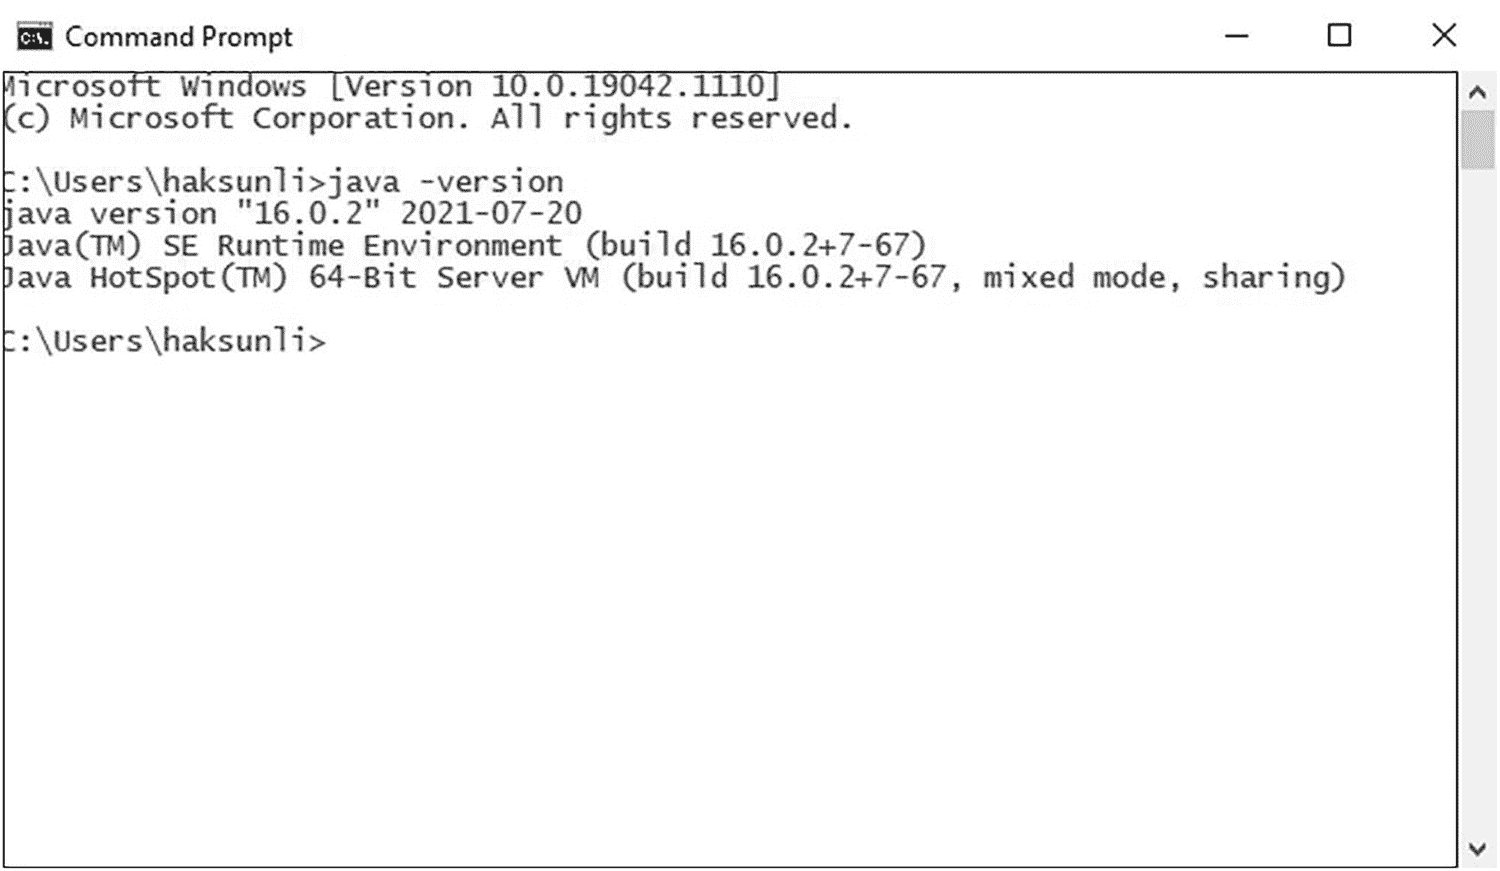 Command Prompt
Microsoft Windows [Version 10.0.19042.1110]
(c) Microsoft Corporation. All rights reserved.
C:\Users\haksunli>java -version
java version "16.0.2" 2021-07-20
Java(TM) SE Runtime Environment (build 16.0.2+7-67)
Java HotSpot(TM) 64-Bit Server VM (build 16.0.2+7-67, mixed mode, sharing)
C:\Users\haksunli>